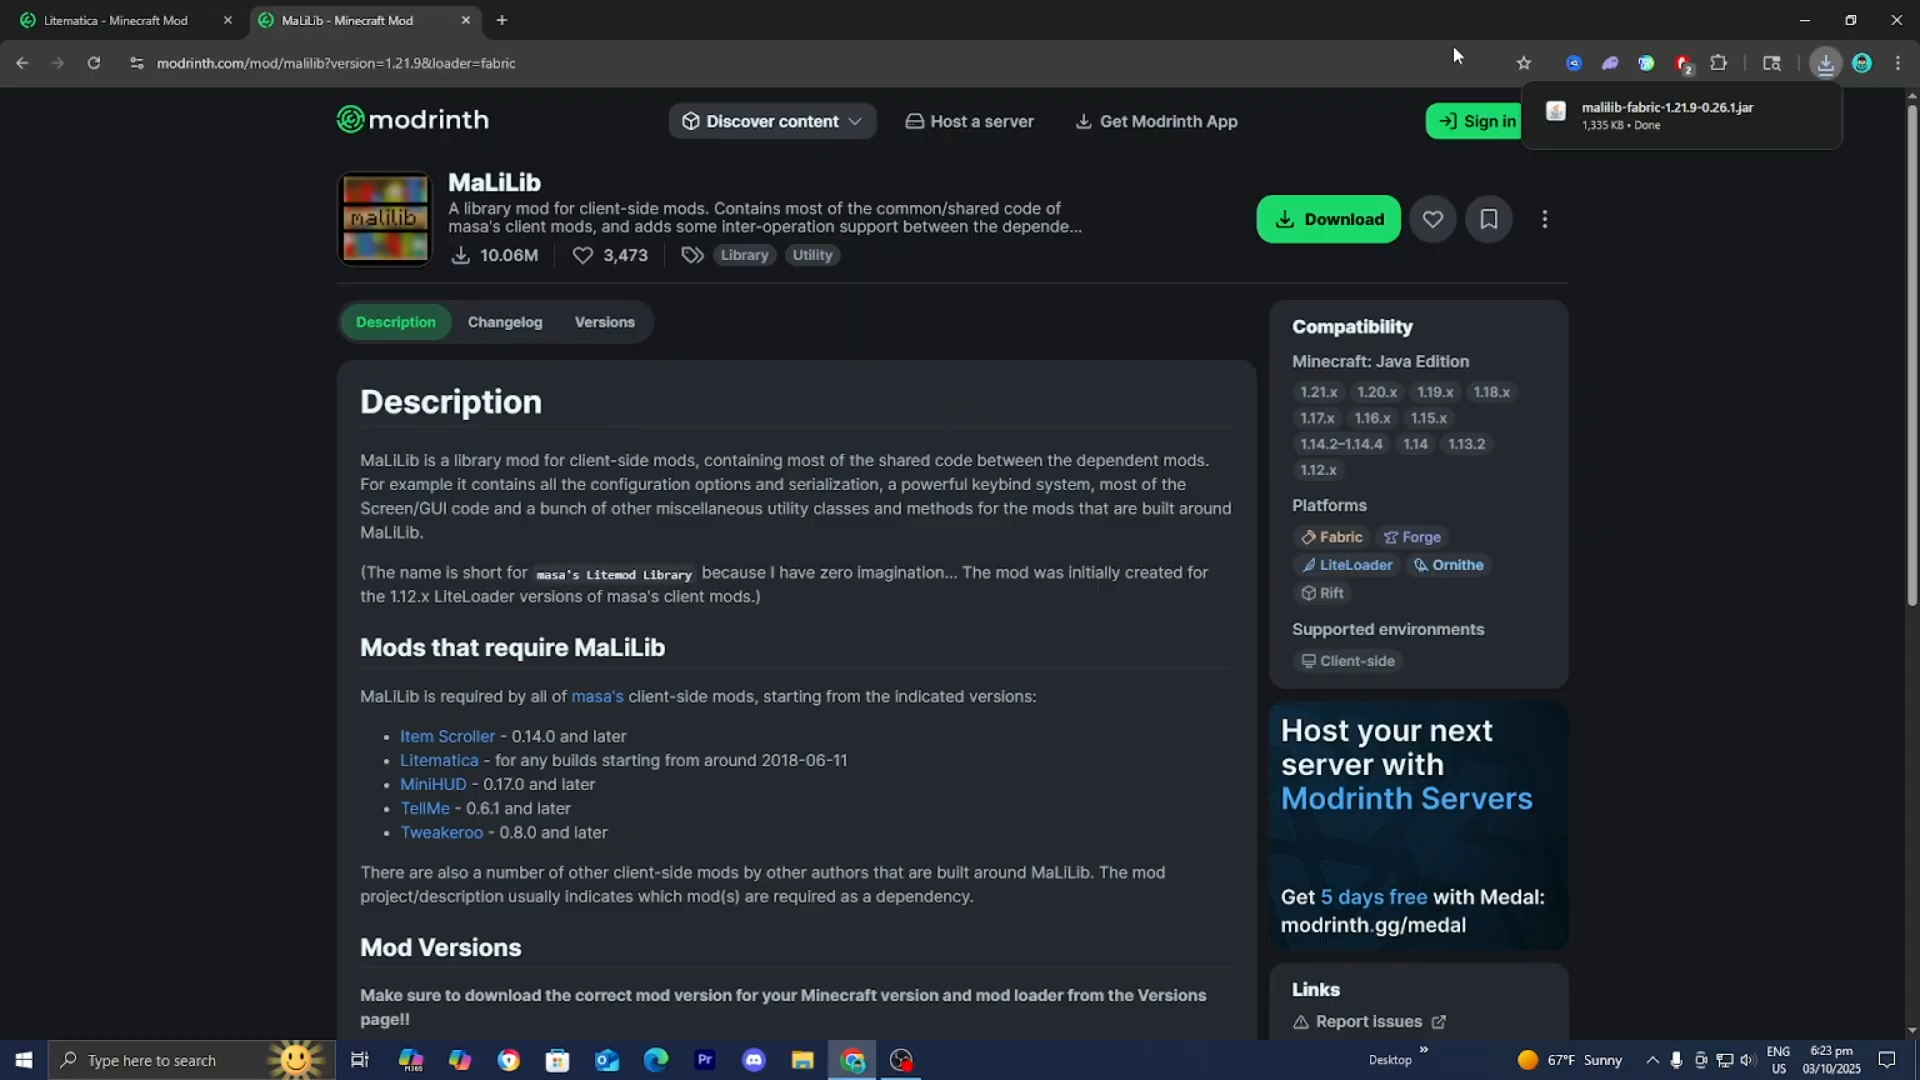 Litematica - Minecraft Mod
MaLiLib - Minecraft Mod
modrinth.com/mod/malilib?version=1.21.9&loader=fabric
2
malilib-fabric-1.21.9-0.26.1.jar
1,335 KB • Done
modrinth
Discover content
Host a server
Get Modrinth App
Sign in
malilib
MaLiLib
A library mod for client-side mods. Contains most of the common/shared code of
masa's client mods, and adds some inter-operation support between the depende...
10.06M
3,473
Library
Utility
Download
Description
Changelog
Versions
Description
MaLiLib is a library mod for client-side mods, containing most of the shared code between the dependent mods.
For example it contains all the configuration options and serialization, a powerful keybind system, most of the
Screen/GUI code and a bunch of other miscellaneous utility classes and methods for the mods that are built around
MaLiLib.
(The name is short for masa's Litemod Library because I have zero imagination... The mod was initially created for
the 1.12.x LiteLoader versions of masa's client mods.)
Mods that require MaLiLib
MaLiLib is required by all of masa's client-side mods, starting from the indicated versions:
• Item Scroller - 0.14.0 and later
• Litematica - for any builds starting from around 2018-06-11
• MiniHUD - 0.17.0 and later
• TellMe - 0.6.1 and later
• Tweakeroo - 0.8.0 and later
There are also a number of other client-side mods by other authors that are built around MaLiLib. The mod
project/description usually indicates which mod(s) are required as a dependency.
Mod Versions
Make sure to download the correct mod version for your Minecraft version and mod loader from the Versions
page!!
Compatibility
Minecraft: Java Edition
1.21.x 1.20.x 1.19.x 1.18.x
1.17.x 1.16.x 1.15.x
1.14.2–1.14.4 1.14 1.13.2
1.12.x
Platforms
Fabric Forge
LiteLoader Ornithe
Rift
Supported environments
Client-side
Host your next
server with
Modrinth Servers
Get 5 days free with Medal:
modrinth.gg/medal
Links
Report issues
Type here to search
M365
Pr
Desktop
67°F Sunny
ENG
US
6:23 pm
03/10/2025